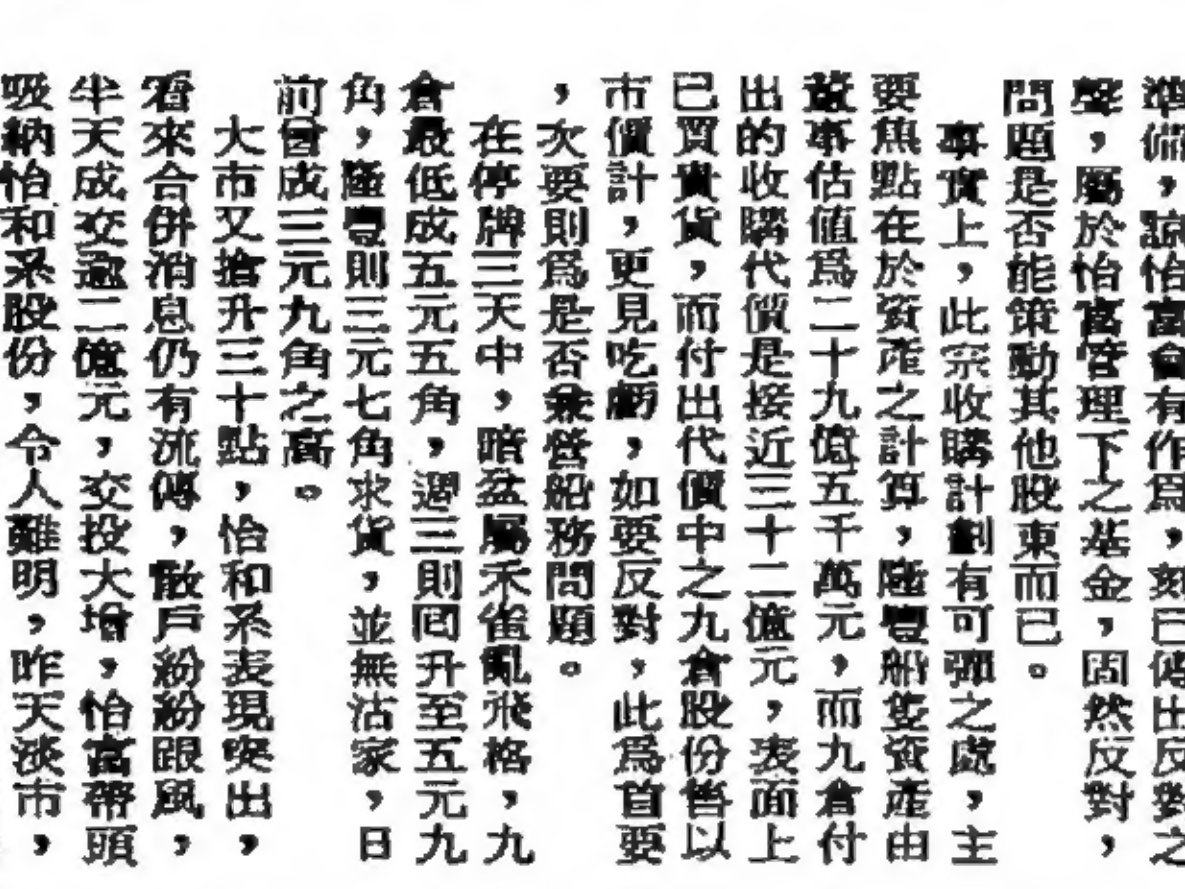 準備，諒怡富會有作爲，刻已傳出反對之
聲，屬於怡富管理下之基金，固然反對，
問題是否能策動其他股東而已。
事實上，此宗收購計劃有可彈之處，主
要焦點在於資產之計算，隆豐船隻資產由
董事估值爲二十九億五千萬元，而九倉付
出的收購代價是接近三十二億元，表面上
已買貴貨，而付出代價中之九倉股份皆以
市價計，更見吃虧，如要反對，此爲首要
，次要則爲是否兼營船務問題。
在停牌三天中，暗盆屬禾雀亂飛格，九
倉最低成五元五角，週三則回升至五元九
角，隆豐則三元七角求貨，並無沽家，日
前曾成三元九角之高。
大市又搶升三十點，怡和系表現突出，
看來合併消息仍有流傳，散戶紛紛跟風，
半天成交逾二億元，交投大增，怡富帶頭
吸納怡和系股份，令人難明，昨天淡市，